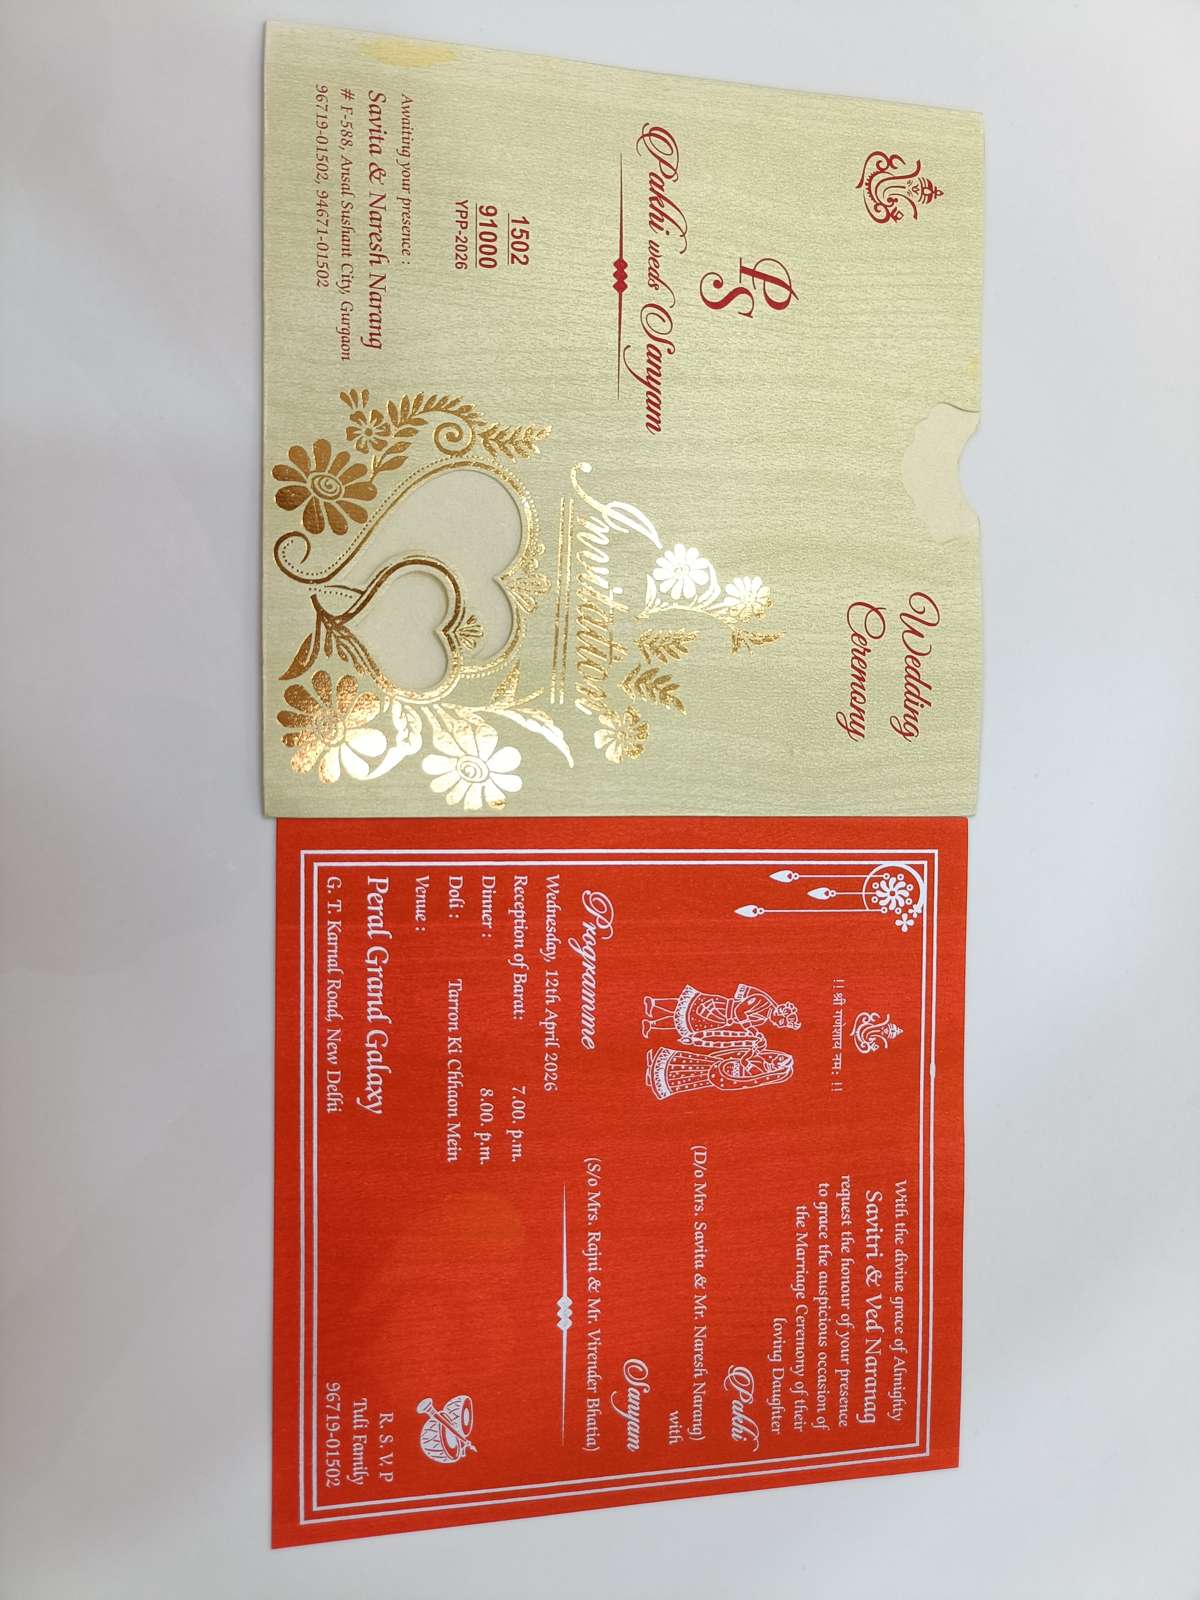 Wedding
Ceremony
PS
Pakhi weds Sanyam
Invitation
1502
91000
YPP-2026
Awaiting your presence :
Savita & Naresh Narang
# F-588, Ansal Sushant City, Gurgaon
96719-01502, 94671-01502
!! श्री गणेशाय नमः !!
With the divine grace of Almighty
Savitri & Ved Naranag
request the honour of your presence
to grace the auspicious occasion of
the Marriage Ceremony of their
loving Daughter
Pakhi
(D/o Mrs. Savita & Mr. Naresh Narang)
with
Sanyam
(S/o Mrs. Rajni & Mr. Virender Bhatia)
Programme
Wednesday, 12th April 2026
Reception of Barat: 7.00. p.m.
Dinner : 8.00. p.m.
Doli : Tarron Ki Chhaon Mein
Venue :
Peral Grand Galaxy
G. T. Karnal Road, New Delhi
R. S. V. P
Tuli Family
96719-01502